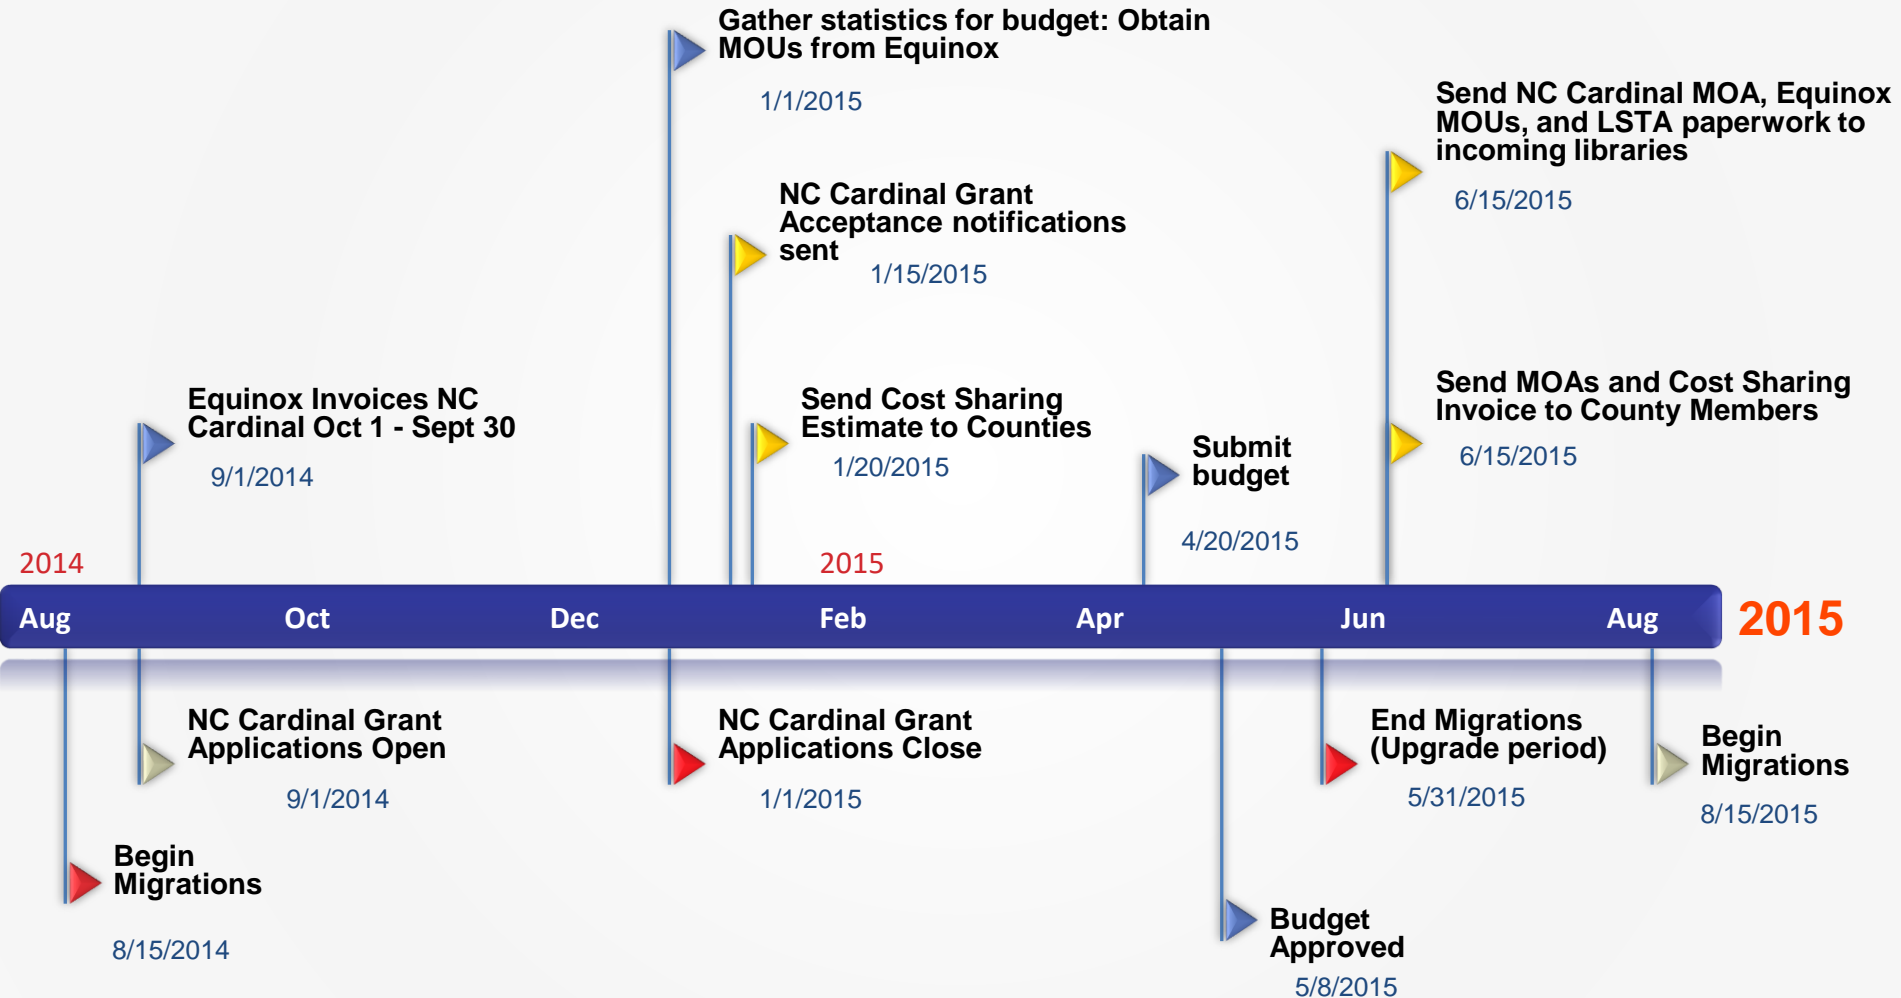 Gather statistics for budget: Obtain
MOUs from Equinox
1/1/2015
Send NC Cardinal MOA, Equinox
MOUs, and LSTA paperwork to
incoming libraries
6/15/2015
NC Cardinal Grant
Acceptance notifications
sent
1/15/2015
Equinox Invoices NC
Cardinal Oct 1 - Sept 30
9/1/2014
Send Cost Sharing
Estimate to Counties
1/20/2015
Submit
budget
4/20/2015
Send MOAs and Cost Sharing
Invoice to County Members
6/15/2015
2014
2015
Aug Oct Dec Feb Apr Jun Aug
2015
NC Cardinal Grant
Applications Open
9/1/2014
NC Cardinal Grant
Applications Close
1/1/2015
End Migrations
(Upgrade period)
5/31/2015
Begin
Migrations
8/15/2015
Begin
Migrations
8/15/2014
Budget
Approved
5/8/2015